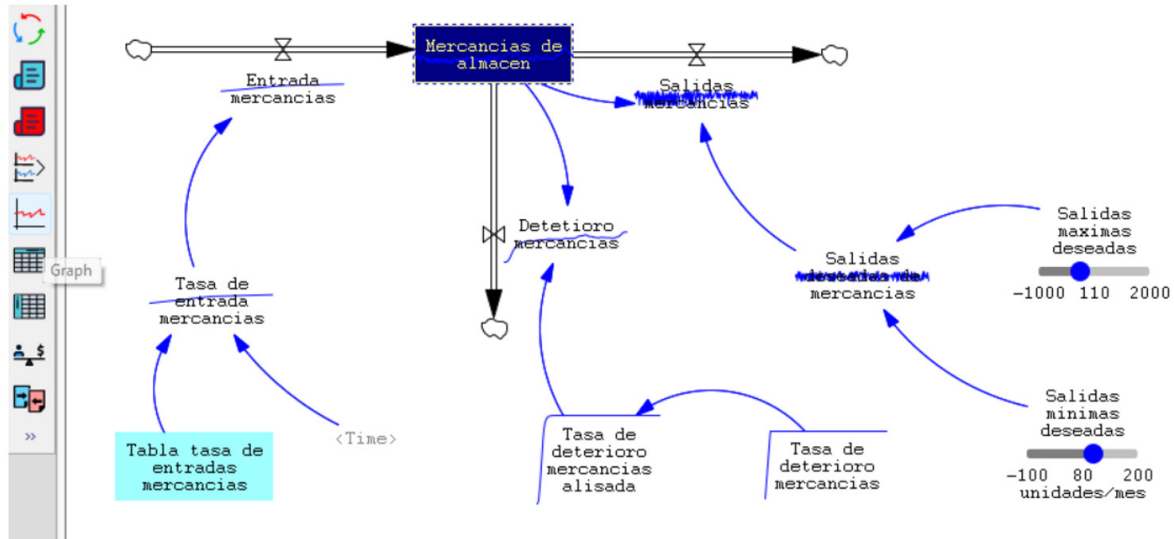 Mercancias de
almacen
Entrada
mercancias
Salidas
mercancias
Detetioro
mercancias
Salidas
maximas
deseadas
-1000 110 2000
Salidas
deseadas de
mercancias
Graph
Tasa de
entrada
mercancias
Salidas
minimas
deseadas
-100 80 200
unidades/mes
<Time>
Tabla tasa de
entradas
mercancias
Tasa de
deterioro
mercancias
alisada
Tasa de
deterioro
mercancias
$
»